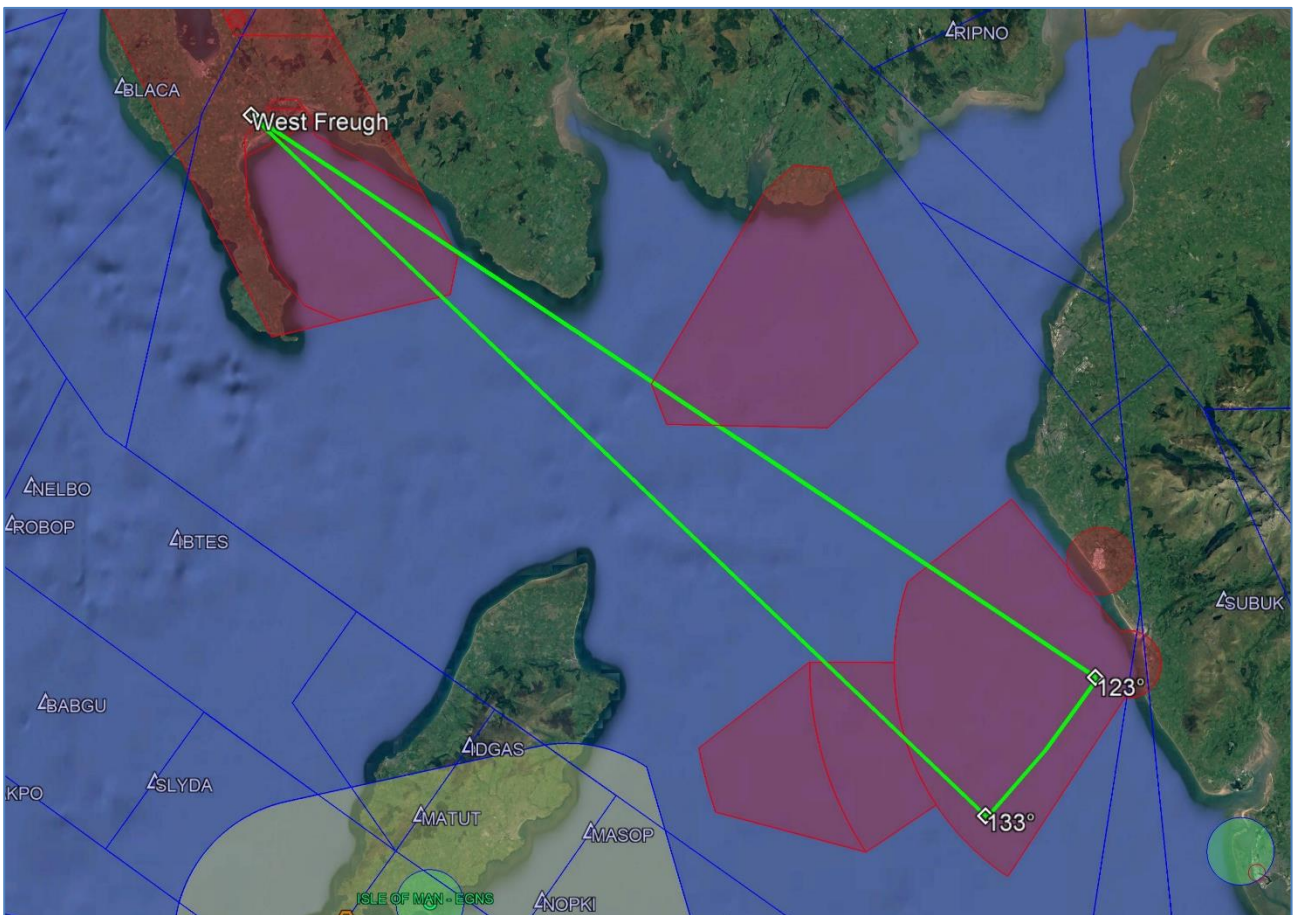 RIPNO
BLACA
West Freugh
NELBO
ROBOP
IBTES
SUBUK
123°
BABGU
IDGAS
SLYDA
KPO
MATUT
133°
MASOP
ISLE OF MAN - EGNS
NOPKI